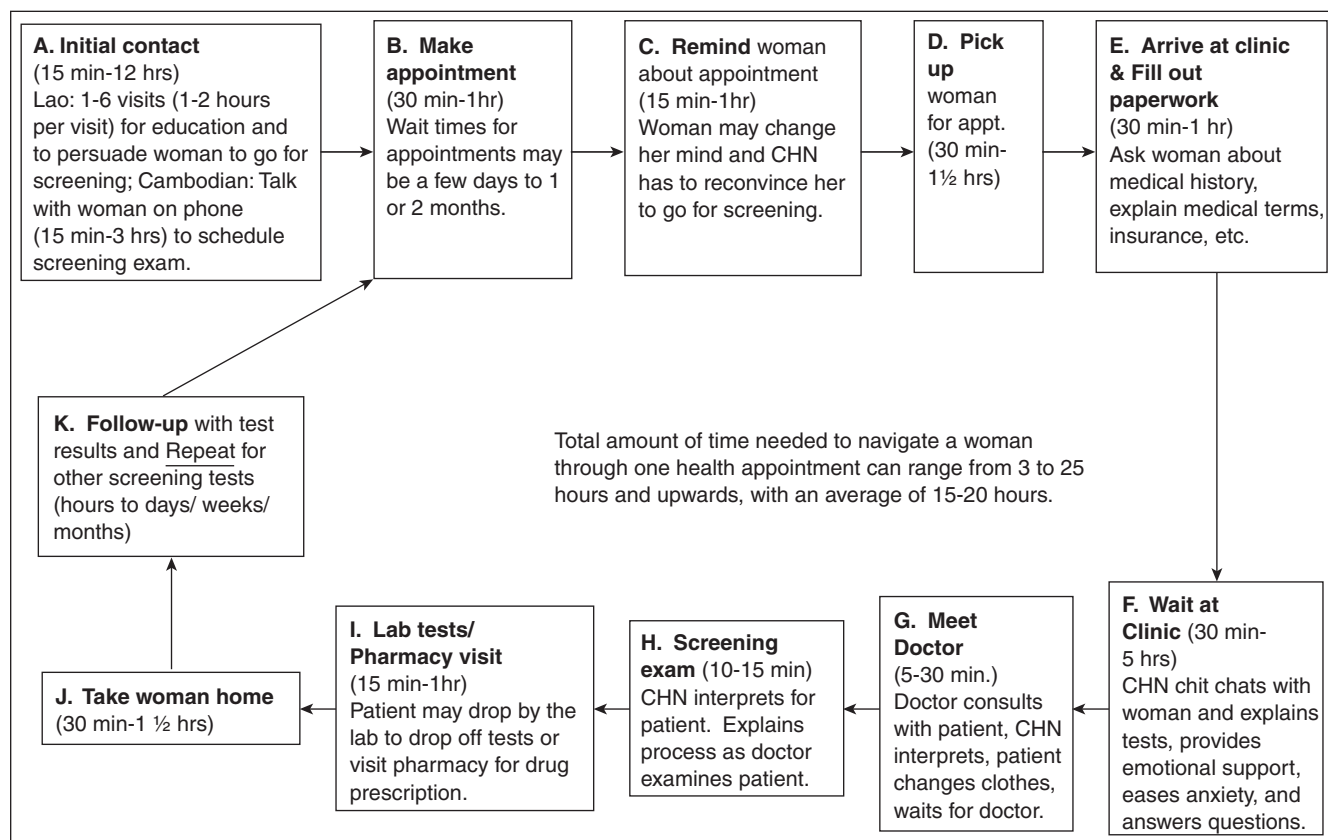 A. Initial contact
(15 min-12 hrs)
Lao: 1-6 visits (1-2 hours
per visit) for education and
to persuade woman to go for
screening; Cambodian: Talk
with woman on phone
(15 min-3 hrs) to schedule
screening exam.
B. Make
appointment
(30 min-1hr)
Wait times for
appointments may
be a few days to 1
or 2 months.
C. Remind woman
about appointment
(15 min-1hr)
Woman may change
her mind and CHN
has to reconvince her
to go for screening.
D. Pick
up
woman
for appt.
(30 min-
1½ hrs)
E. Arrive at clinic
& Fill out
paperwork
(30 min-1 hr)
Ask woman about
medical history,
explain medical terms,
insurance, etc.
F. Wait at
Clinic (30 min-
5 hrs)
CHN chit chats with
woman and explains
tests, provides
emotional support,
eases anxiety, and
answers questions.
G. Meet
Doctor
(5-30 min.)
Doctor consults
with patient, CHN
interprets, patient
changes clothes,
waits for doctor.
H. Screening
exam (10-15 min)
CHN interprets for
patient. Explains
process as doctor
examines patient.
I. Lab tests/
Pharmacy visit
(15 min-1hr)
Patient may drop by the
lab to drop off tests or
visit pharmacy for drug
prescription.
J. Take woman home
(30 min-1 ½ hrs)
K. Follow-up with test
results and Repeat for
other screening tests
(hours to days/ weeks/
months)
Total amount of time needed to navigate a woman
through one health appointment can range from 3 to 25
hours and upwards, with an average of 15-20 hours.